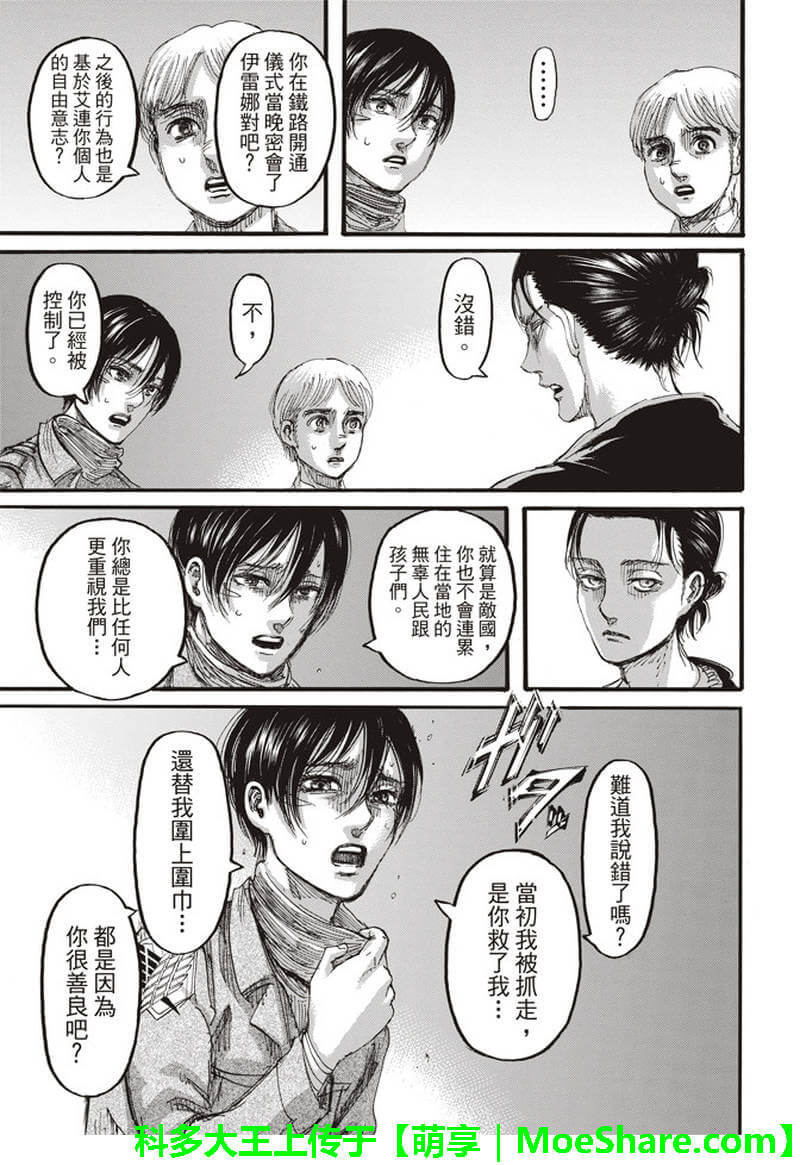 ……
你在鐵路開通
儀式當晚密會了
伊雷娜對吧？
之後的行為也是
基於艾連你個人
的自由意志？
沒錯。
不，
你已經被
控制了。
就算是敵國，
你也不會連累
住在當地的
無辜人民跟
孩子們。
你總是比任何人
更重視我們…
ガタ
難道我說錯了嗎？
當初我被抓走，
是你救了我…
還替我圍上圍巾…
都是因為
你很善良吧？
科多大王上传于【萌享 | MoeShare.com】